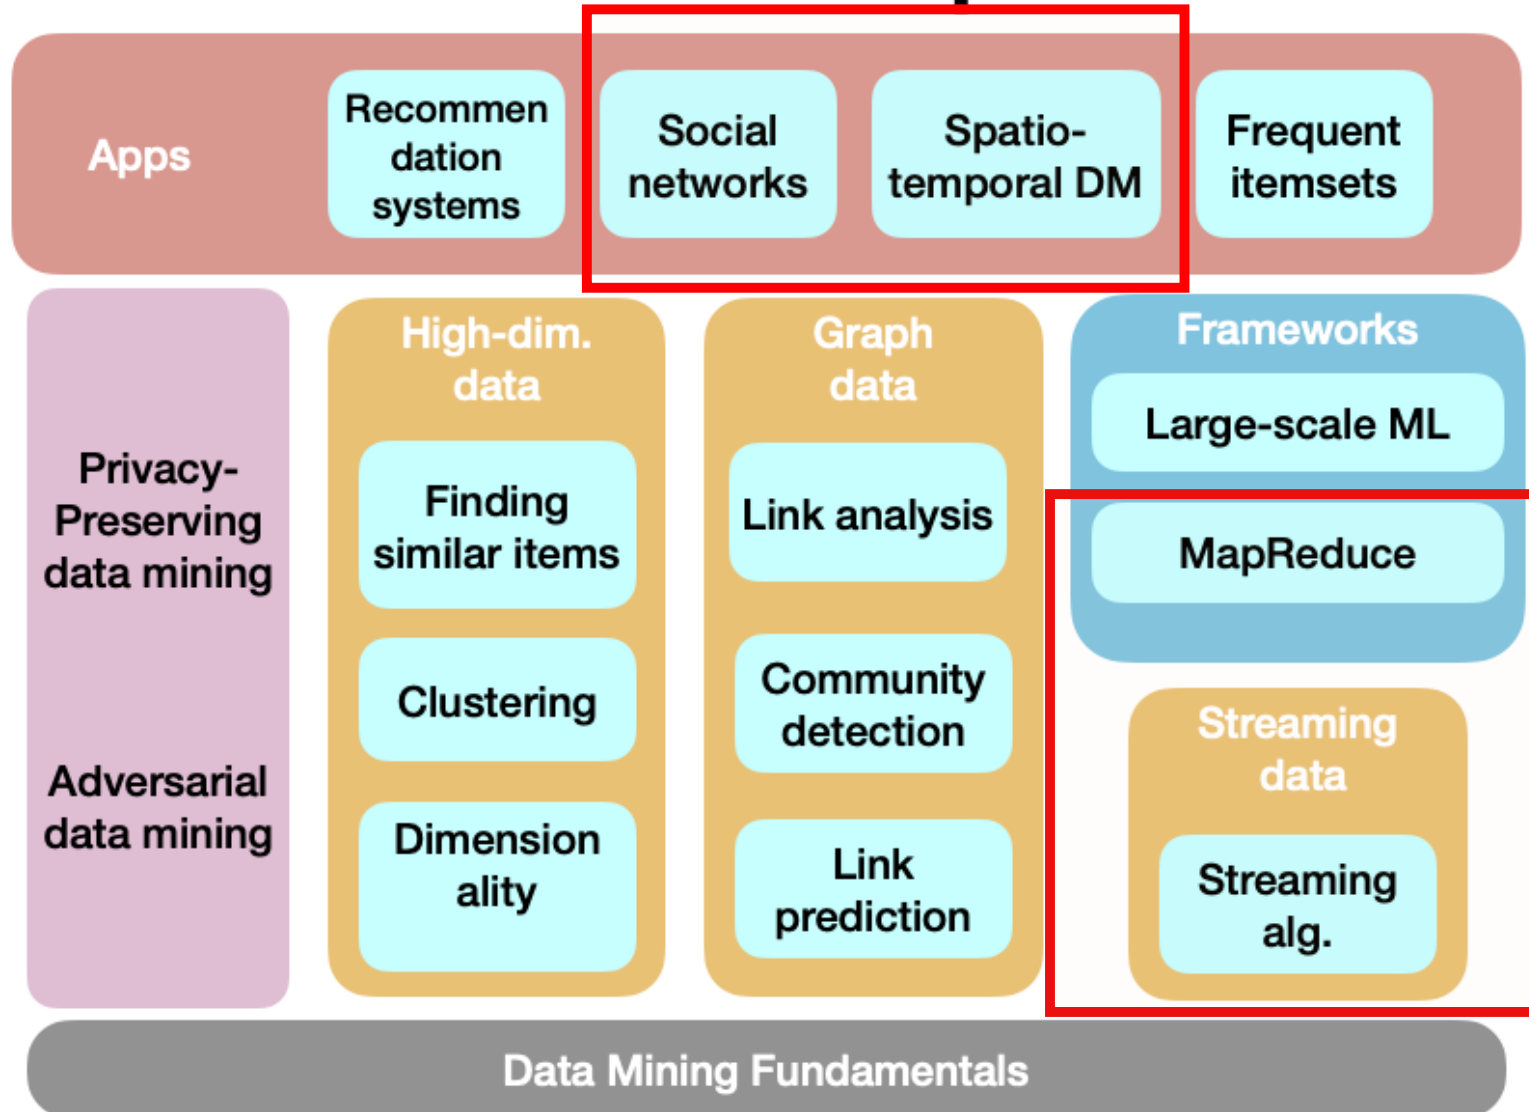 Apps
Recommen
dation
systems
Social
networks
Spatio-
temporal DM
Frequent
itemsets
Privacy-
Preserving
data mining
Adversarial
data mining
High-dim.
data
Finding
similar items
Clustering
Dimension
ality
Graph
data
Link analysis
Community
detection
Link
prediction
Frameworks
Large-scale ML
MapReduce
Streaming
data
Streaming
alg.
Data Mining Fundamentals